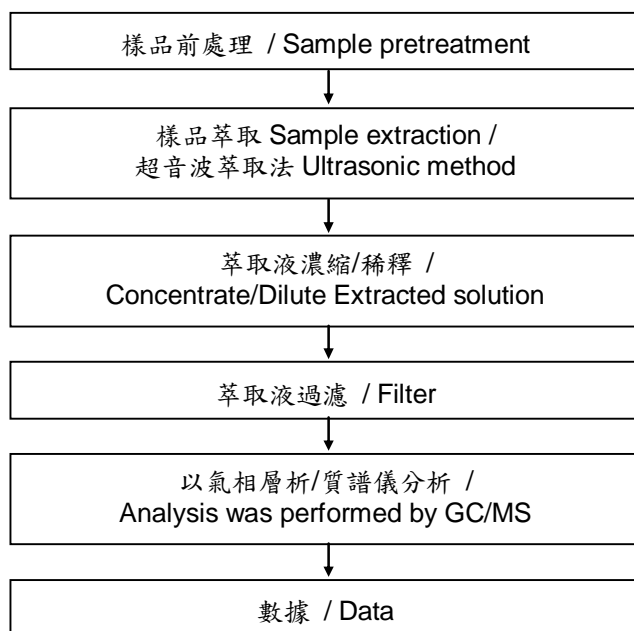 樣品前處理 / Sample pretreatment
樣品萃取 Sample extraction /
超音波萃取法 Ultrasonic method
萃取液濃縮/稀釋 /
Concentrate/Dilute Extracted solution
萃取液過濾 / Filter
以氣相層析/質譜儀分析 /
Analysis was performed by GC/MS
數據 / Data